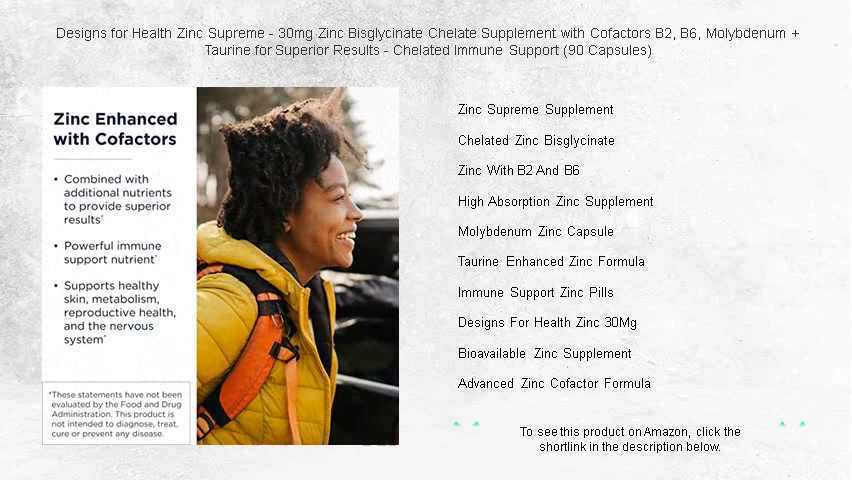 Designs for Health Zinc Supreme - 30mg Zinc Bisglycinate Chelate Supplement with Cofactors B2, B6, Molybdenum +
Taurine for Superior Results - Chelated Immune Support (90 Capsules)
Zinc Enhanced
with Cofactors
• Combined with
additional nutrients
to provide superior
results*
• Powerful immune
support nutrient*
• Supports healthy
skin, metabolism,
reproductive health,
and the nervous
system*
*These statements have not been
evaluated by the Food and Drug
Administration. This product is
not intended to diagnose, treat,
cure or prevent any disease.
Zinc Supreme Supplement
Chelated Zinc Bisglycinate
Zinc With B2 And B6
High Absorption Zinc Supplement
Molybdenum Zinc Capsule
Taurine Enhanced Zinc Formula
Immune Support Zinc Pills
Designs For Health Zinc 30Mg
Bioavailable Zinc Supplement
Advanced Zinc Cofactor Formula
To see this product on Amazon, click the
shortlink in the description below.